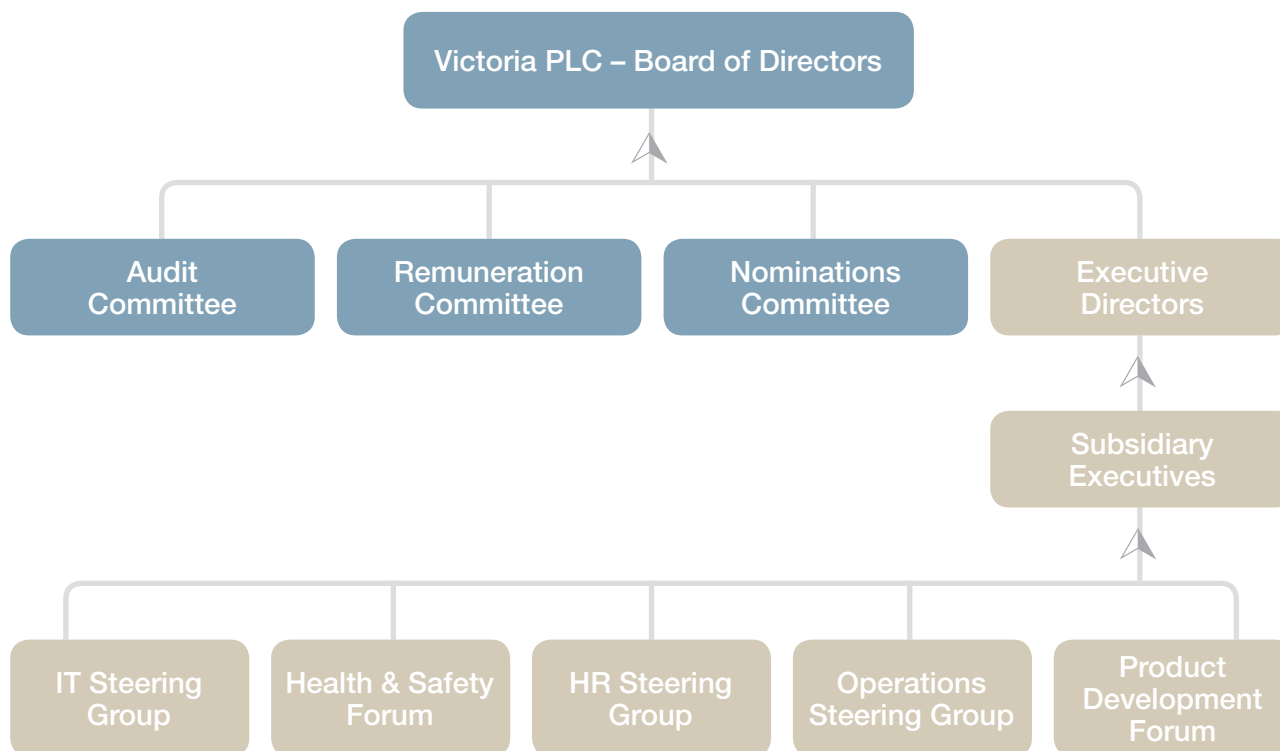 Victoria PLC – Board of Directors
Audit
Committee
Remuneration
Committee
Nominations
Committee
Executive
Directors
Subsidiary
Executives
IT Steering
Group
Health & Safety
Forum
HR Steering
Group
Operations
Steering Group
Product
Development
Forum